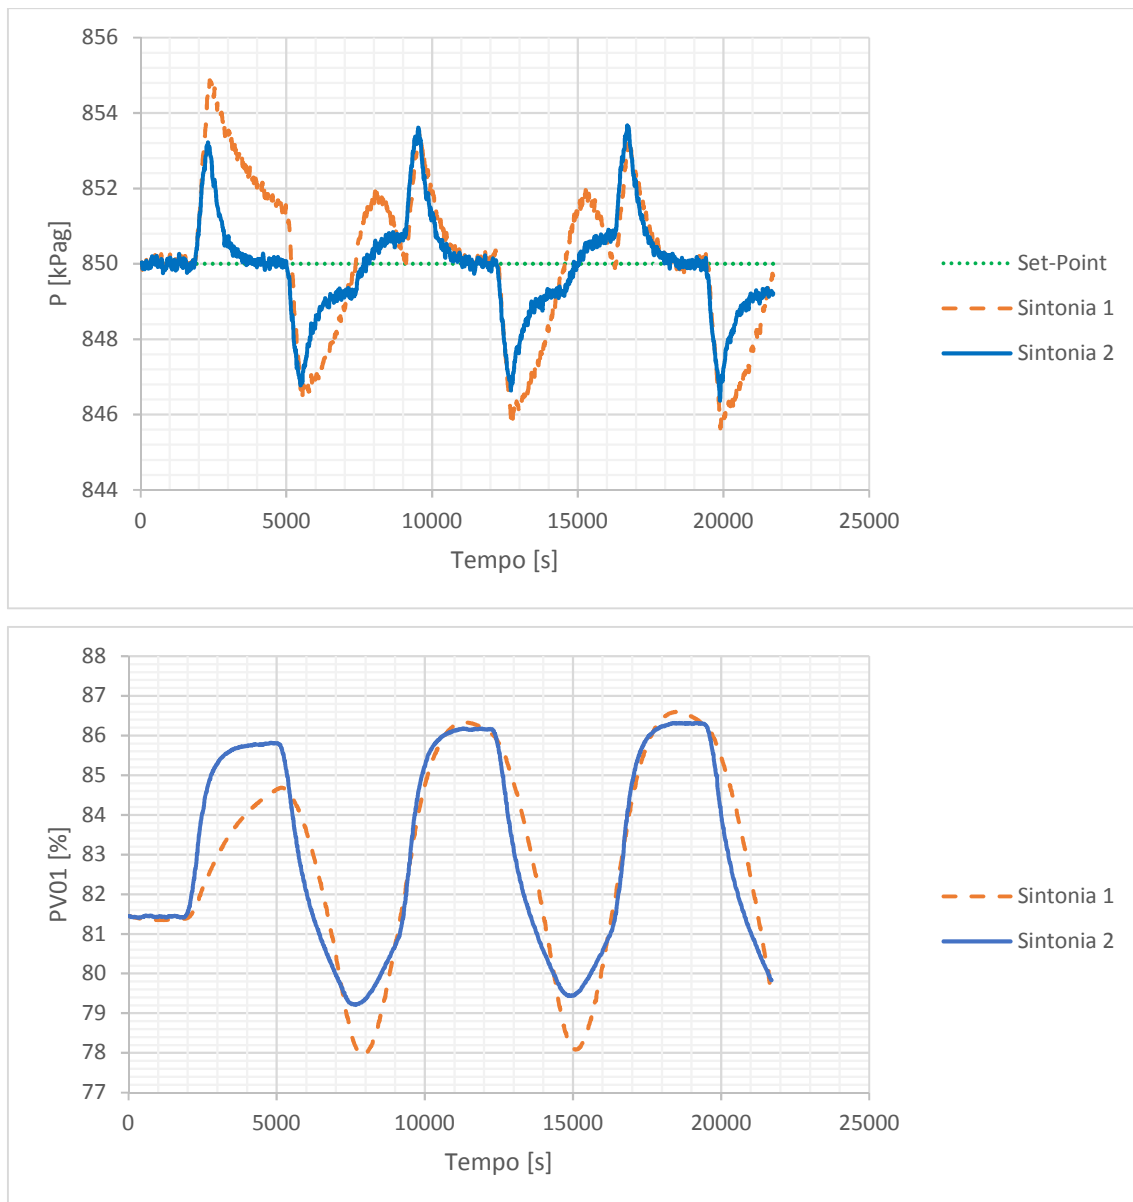 856
854
852
850
848
846
844
P [kPag]
0 5000 10000 15000 20000 25000
Tempo [s]
Set-Point
Sintonia 1
Sintonia 2
88
87
86
85
84
83
82
81
80
79
78
77
PV01 [%]
0 5000 10000 15000 20000 25000
Tempo [s]
Sintonia 1
Sintonia 2